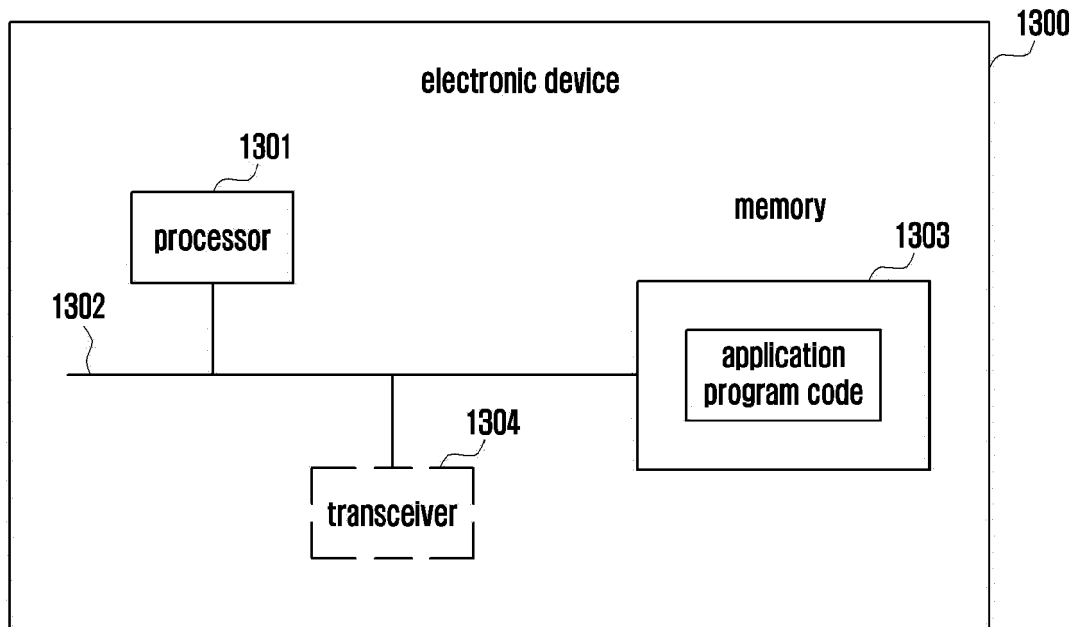 1300
electronic device
1301
processor
memory
1303
1302
application
program code
1304
transceiver